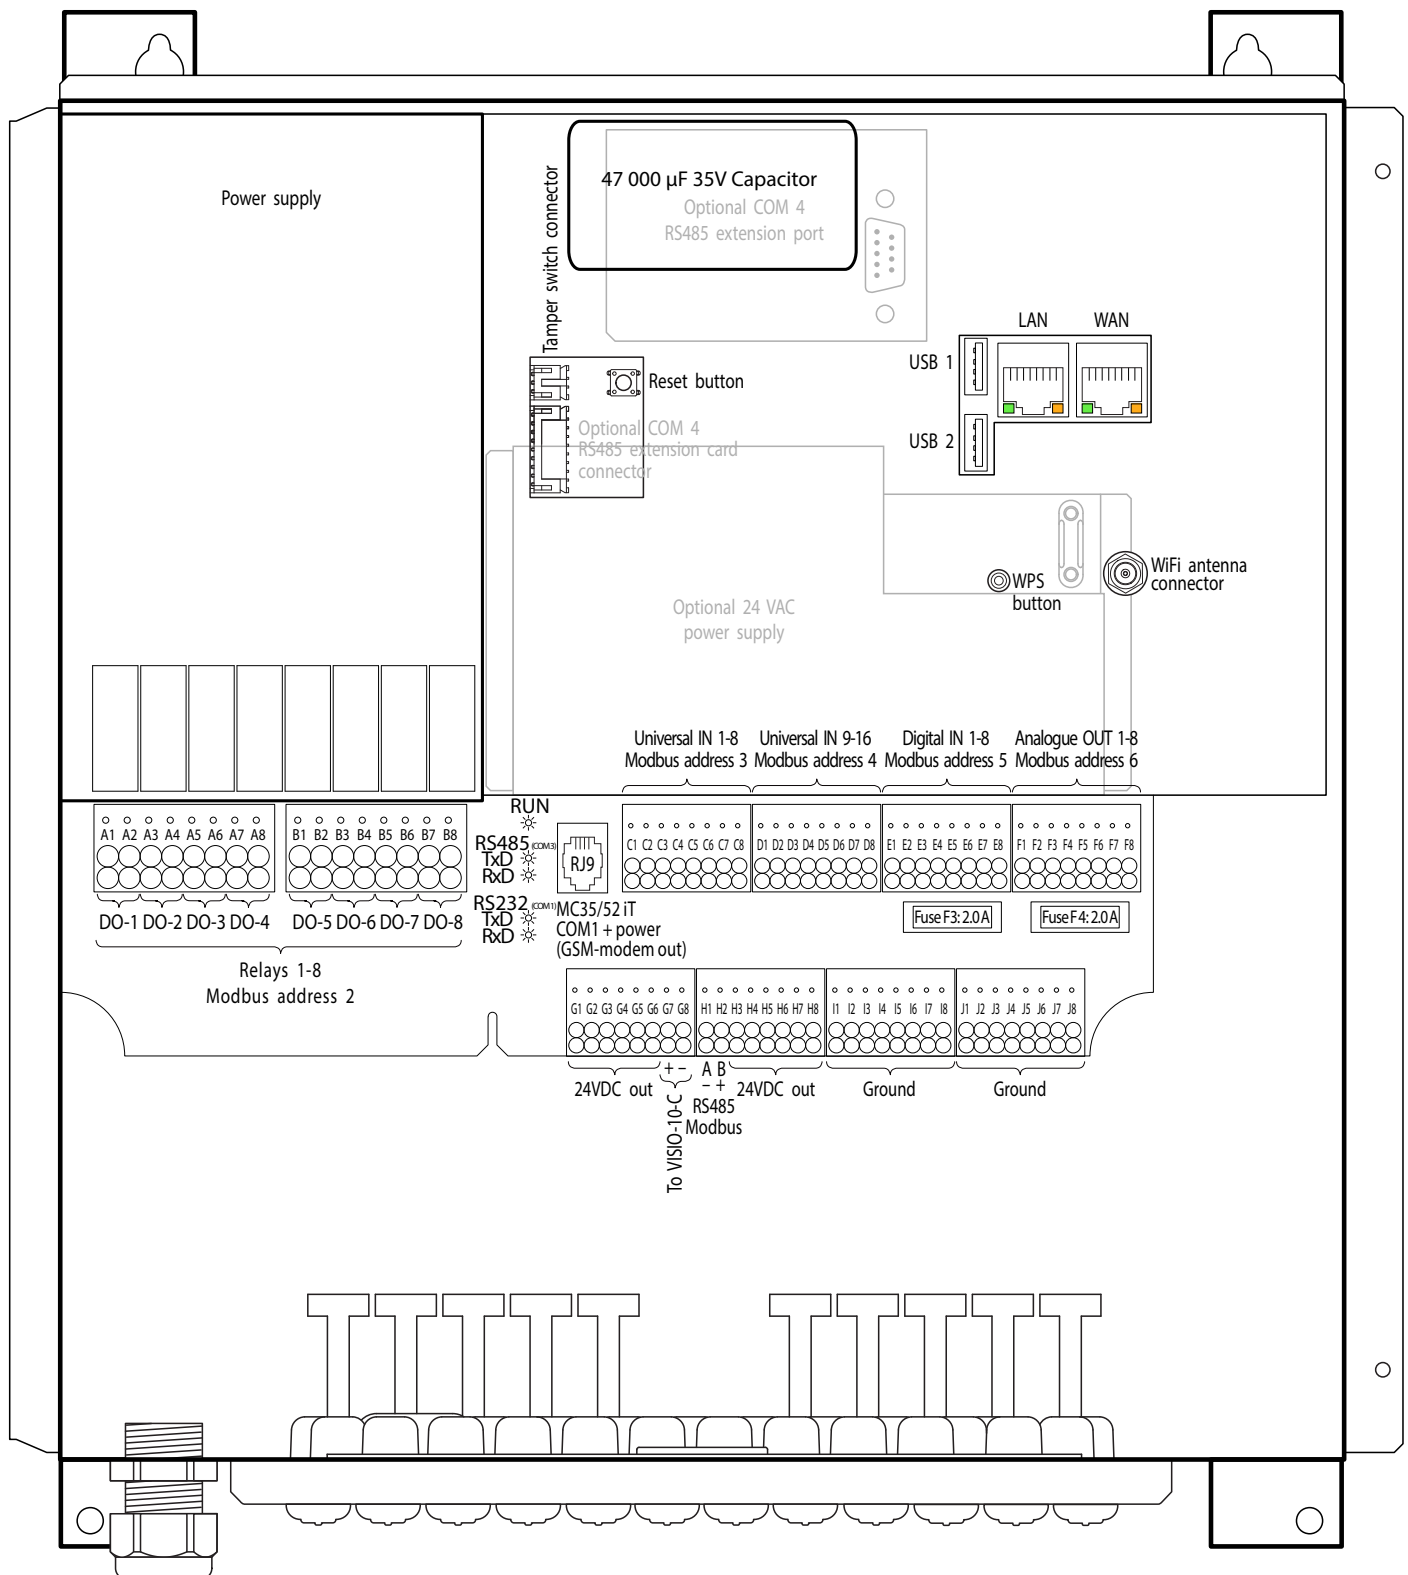 Power supply
Tamper switch connector
47 000 µF 35V Capacitor
Optional COM 4
RS485 extension port
LAN WAN
USB 1
USB 2
Reset button
Optional COM 4
RS485 extension card
connector
WPS
button
WiFi antenna
connector
Optional 24 VAC
power supply
Universal IN 1-8
Modbus address 3
Universal IN 9-16
Modbus address 4
Digital IN 1-8
Modbus address 5
Analogue OUT 1-8
Modbus address 6
A1 A2 A3 A4 A5 A6 A7 A8
B1 B2 B3 B4 B5 B6 B7 B8
RUN
RS485 (COM3)
TxD
RxD
RS232 (COM1)
TxD
RxD
RJ9
MC35/52 iT
COM1 + power
(GSM-modem out)
C1 C2 C3 C4 C5 C6 C7 C8
D1 D2 D3 D4 D5 D6 D7 D8
E1 E2 E3 E4 E5 E6 E7 E8
F1 F2 F3 F4 F5 F6 F7 F8
DO-1 DO-2 DO-3 DO-4
DO-5 DO-6 DO-7 DO-8
Fuse F3: 2.0 A
Fuse F4: 2.0 A
Relays 1-8
Modbus address 2
G1 G2 G3 G4 G5 G6 G7 G8
H1 H2 H3 H4 H5 H6 H7 H8
I1 I2 I3 I4 I5 I6 I7 I8
J1 J2 J3 J4 J5 J6 J7 J8
24VDC out
+ −
To VISIO-10-C
A B
− +
RS485
Modbus
24VDC out
Ground
Ground